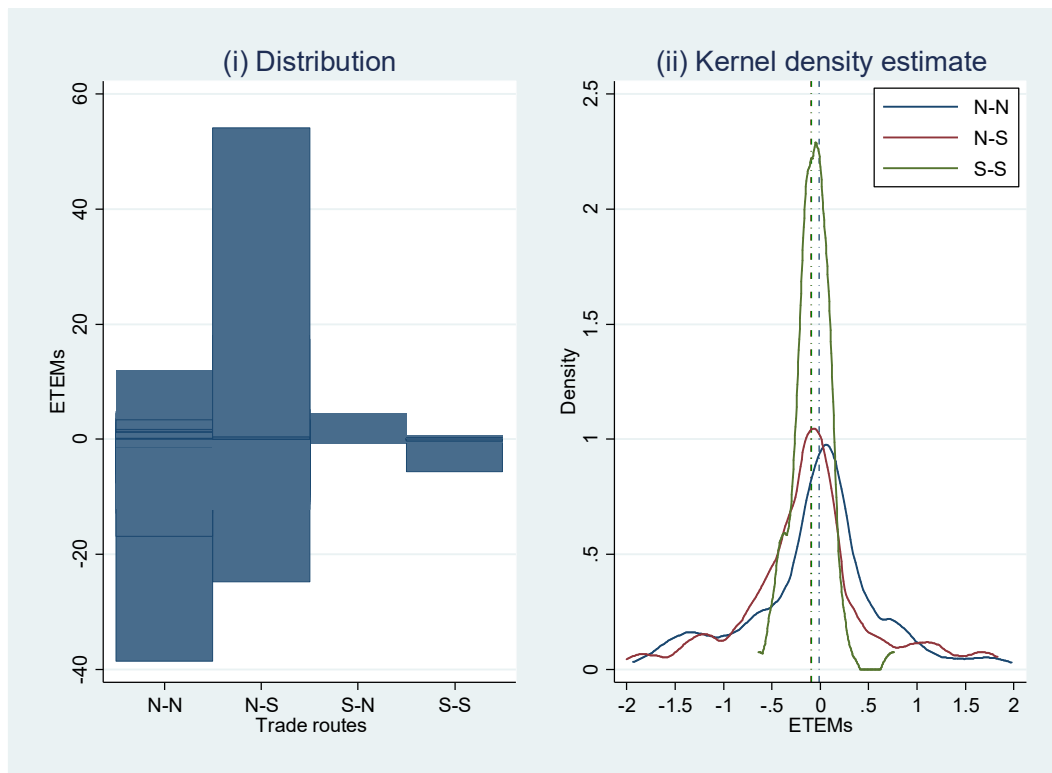 (i) Distribution
60
40
20
0
-20
-40
ETEMs
N-N N-S S-N S-S
Trade routes
(ii) Kernel density estimate
2.5
2
1.5
1
.5
0
Density
N-N
N-S
S-S
-2 -1.5 -1 -.5 0 .5 1 1.5 2
ETEMs